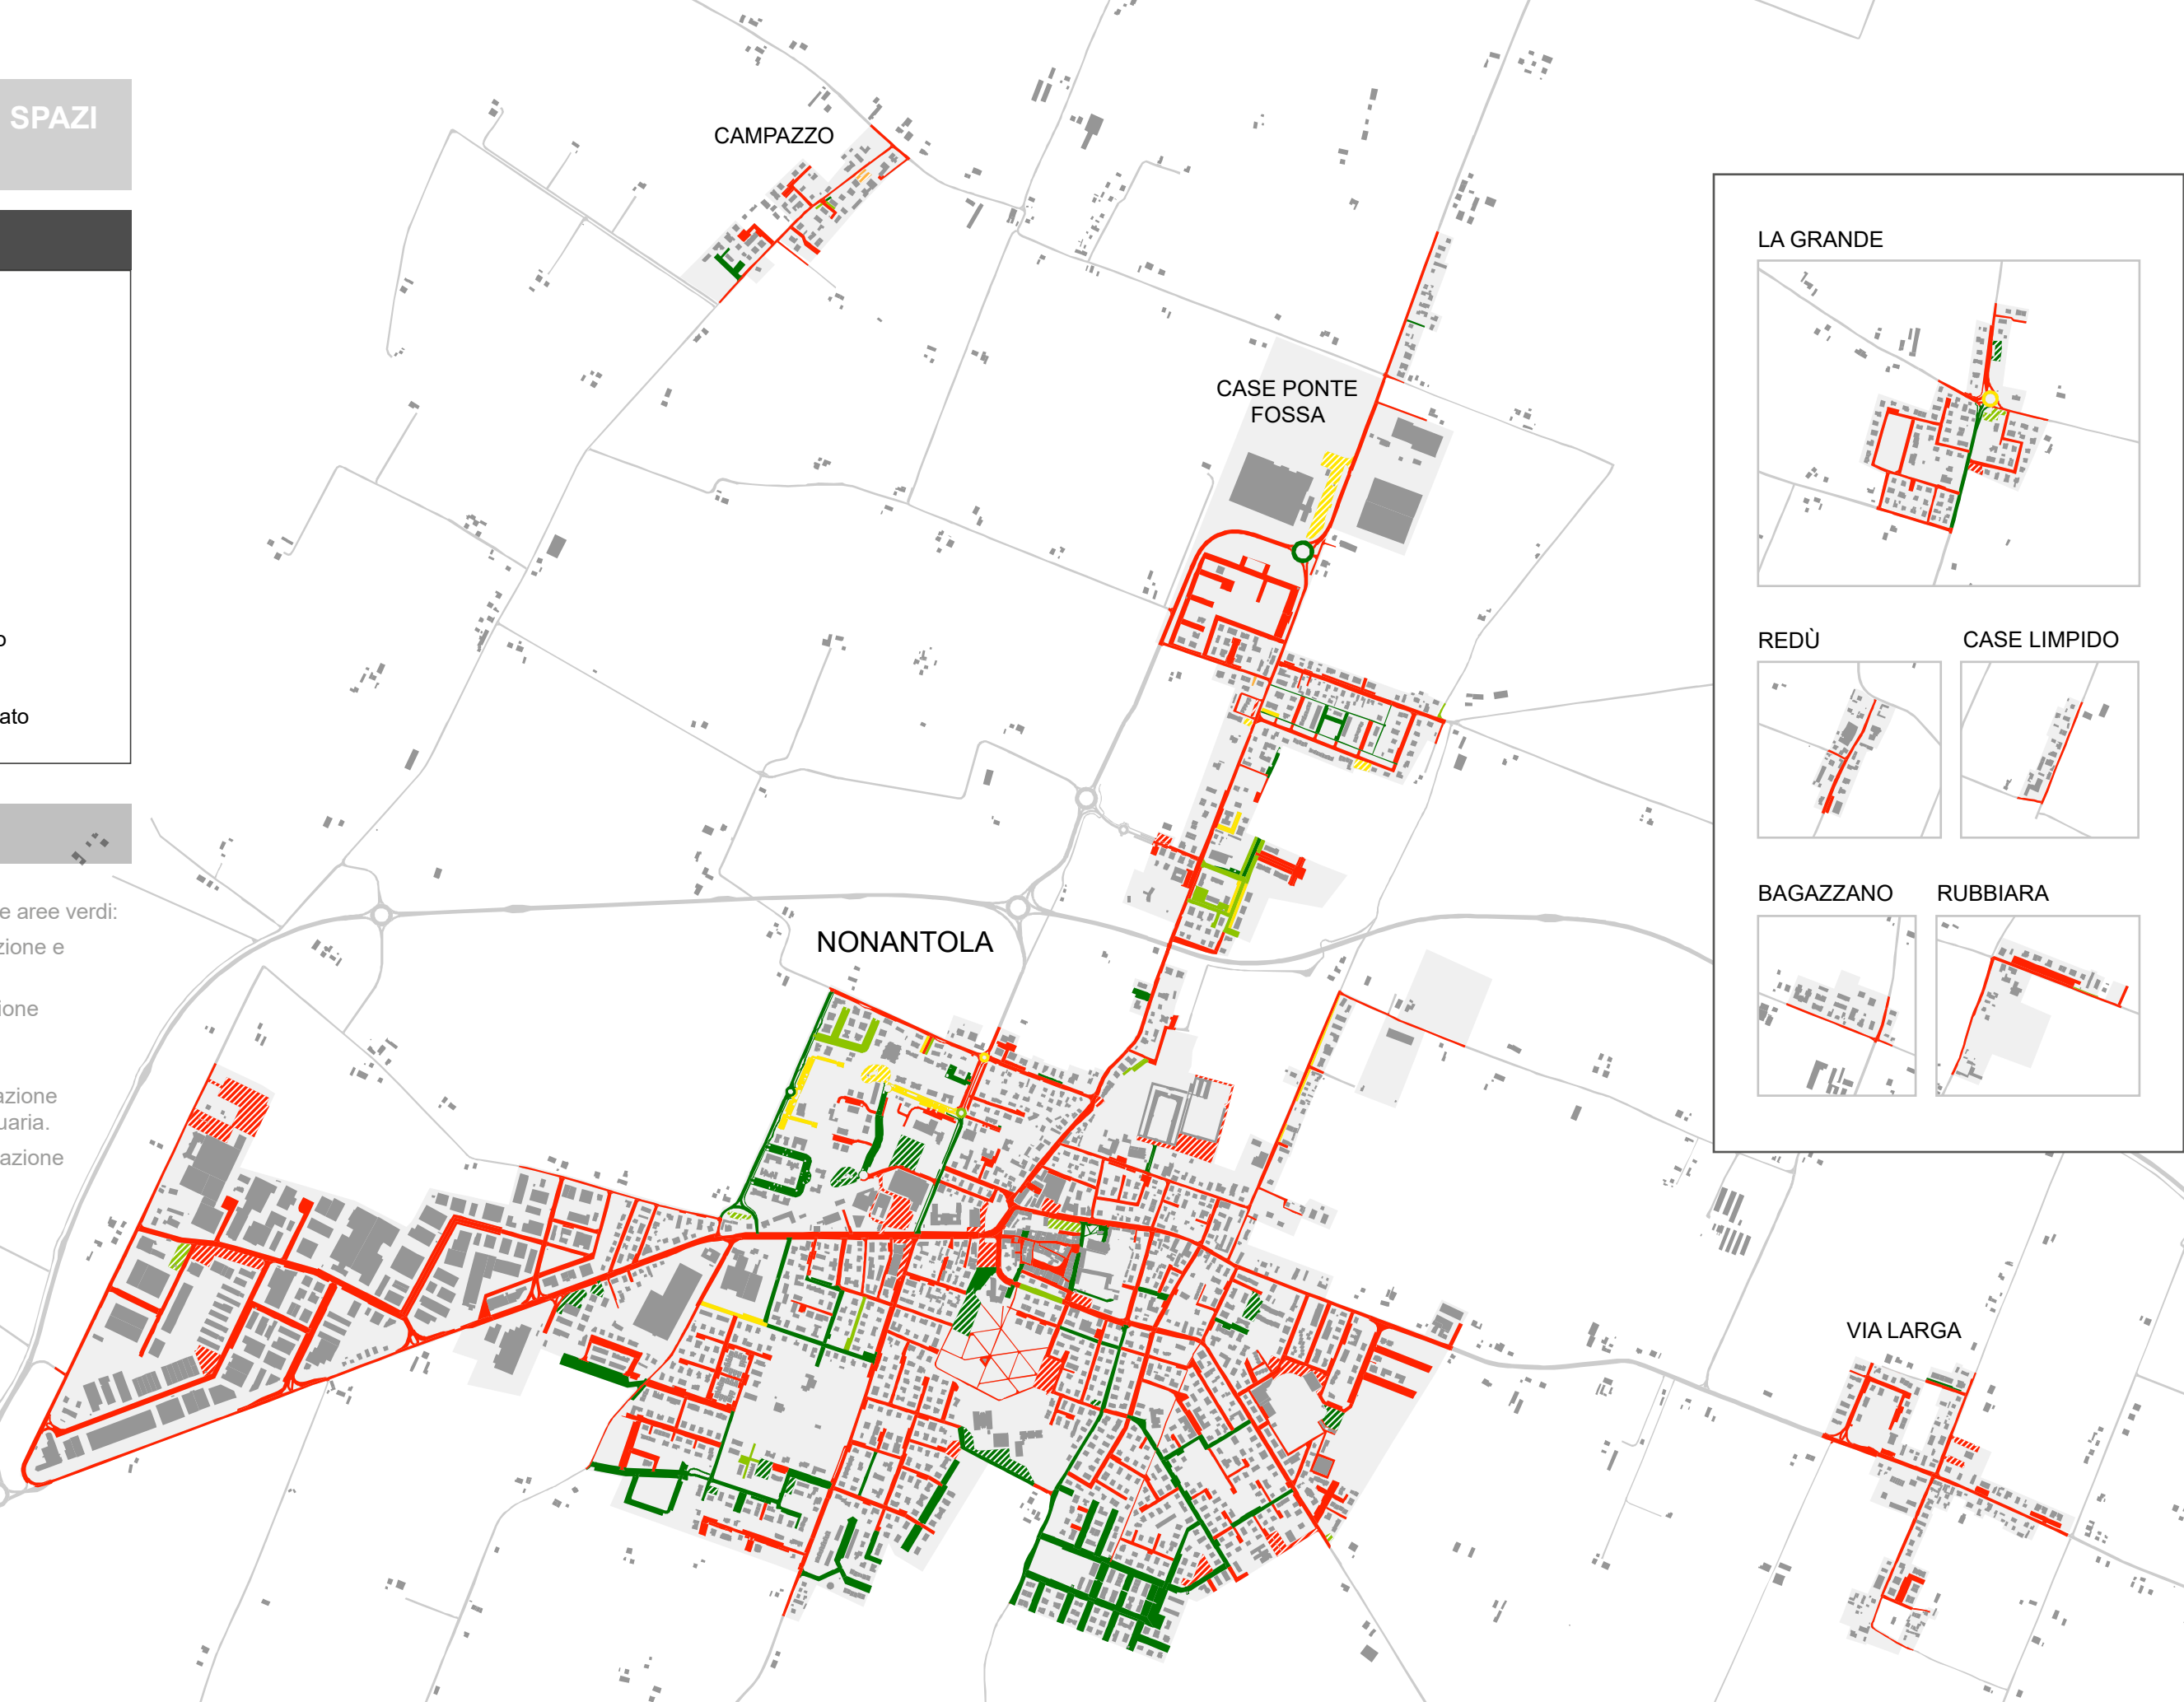 SPAZI
o
ato
e aree verdi:
zione e
ione
azione
uaria.
azione
CAMPAZZO
CASE PONTE
FOSSA
NONANTOLA
VIA LARGA
LA GRANDE
REDÙ
CASE LIMPIDO
BAGAZZANO
RUBBIARA